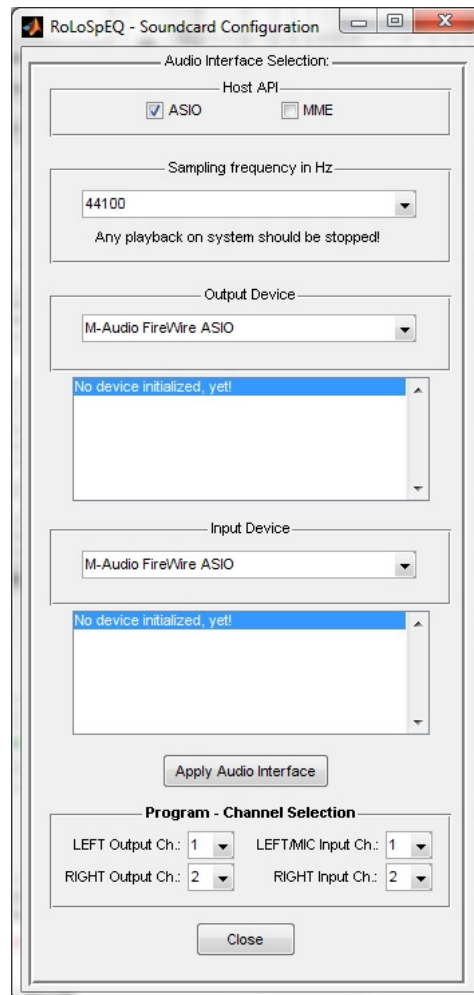 RoLoSpEQ - Soundcard Configuration
Audio Interface Selection:
Host API
ASIO MME
Sampling frequency in Hz
44100
Any playback on system should be stopped!
Output Device
M-Audio FireWire ASIO
No device initialized, yet!
Input Device
M-Audio FireWire ASIO
No device initialized, yet!
Apply Audio Interface
Program - Channel Selection
LEFT Output Ch.: 1 LEFT/MIC Input Ch.: 1
RIGHT Output Ch.: 2 RIGHT Input Ch.: 2
Close